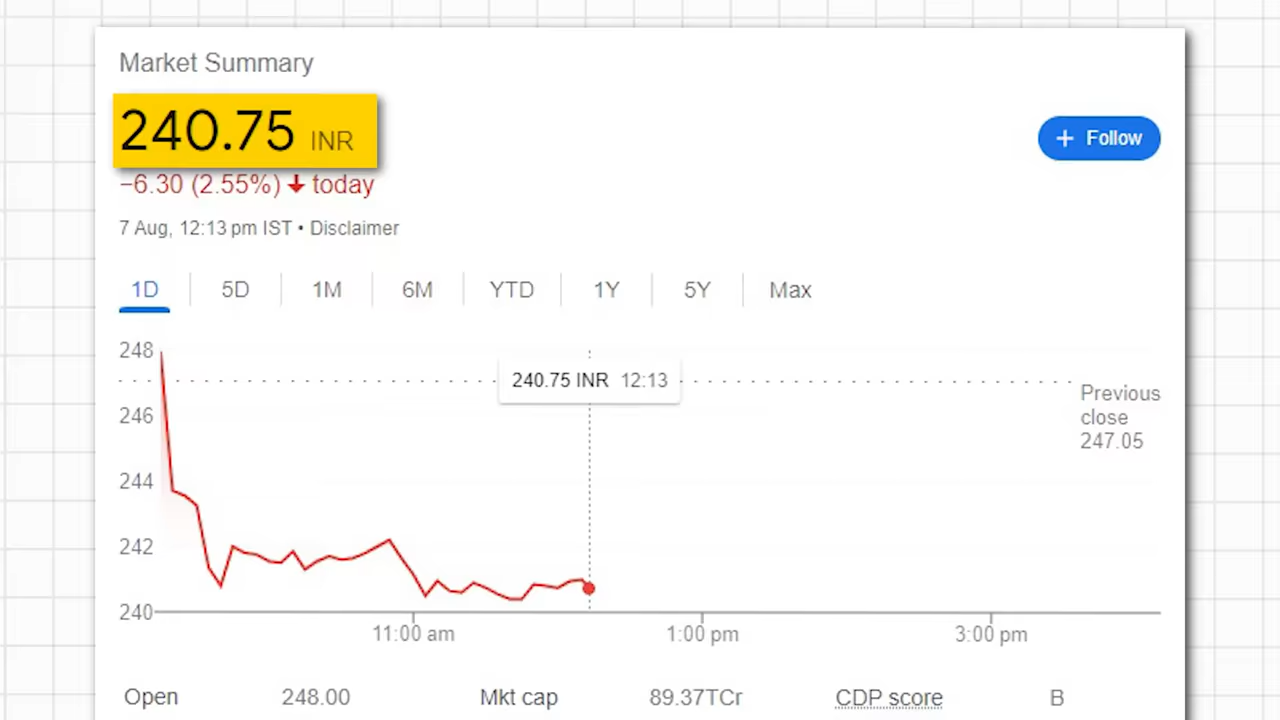 Market Summary
240.75 INR
+ Follow
−6.30 (2.55%) ↓ today
7 Aug, 12:13 pm IST • Disclaimer
1D 5D 1M 6M YTD 1Y 5Y Max
248
240.75 INR 12:13
246
Previous
close
247.05
244
242
240
11:00 am 1:00 pm 3:00 pm
Open 248.00 Mkt cap 89.37TCr CDP score B